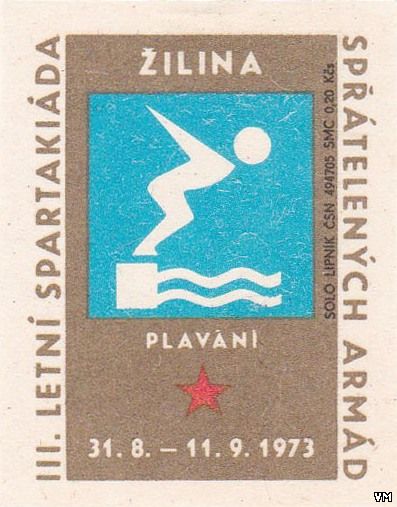 III. LETNÍ SPARTAKIÁDA
SPŘÁTELENÝCH ARMÁD
ŽILINA
SOLO LIPNÍK ČSN 494705 SMC 0,20 Kčs
PLAVÁNÍ
31. 8. – 11. 9. 1973
VM